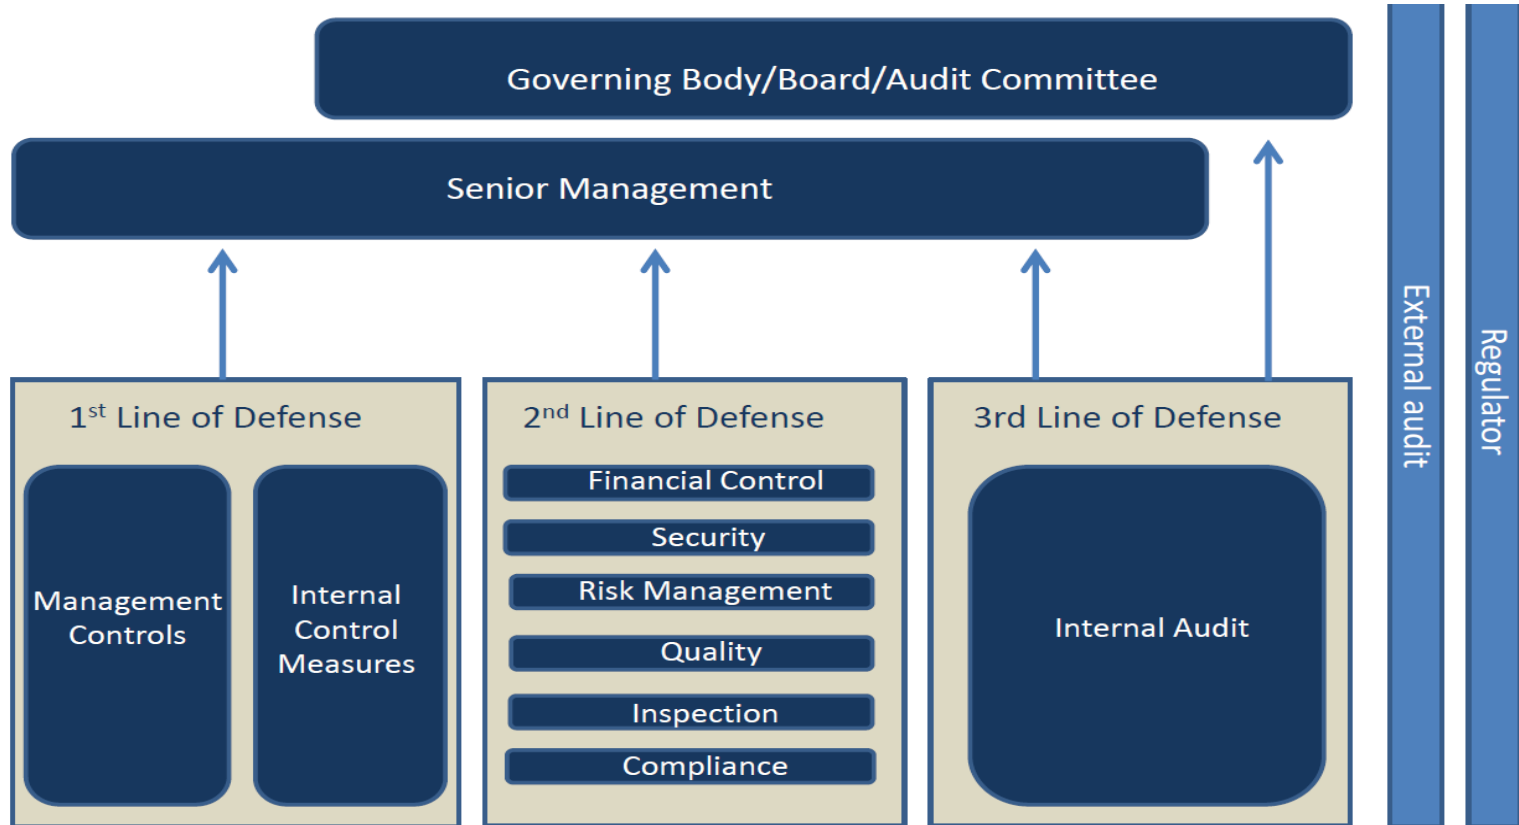 Governing Body/Board/Audit Committee
Senior Management
1st Line of Defense
Management
Controls
Internal
Control
Measures
2nd Line of Defense
Financial Control
Security
Risk Management
Quality
Inspection
Compliance
3rd Line of Defense
Internal Audit
External audit
Regulator